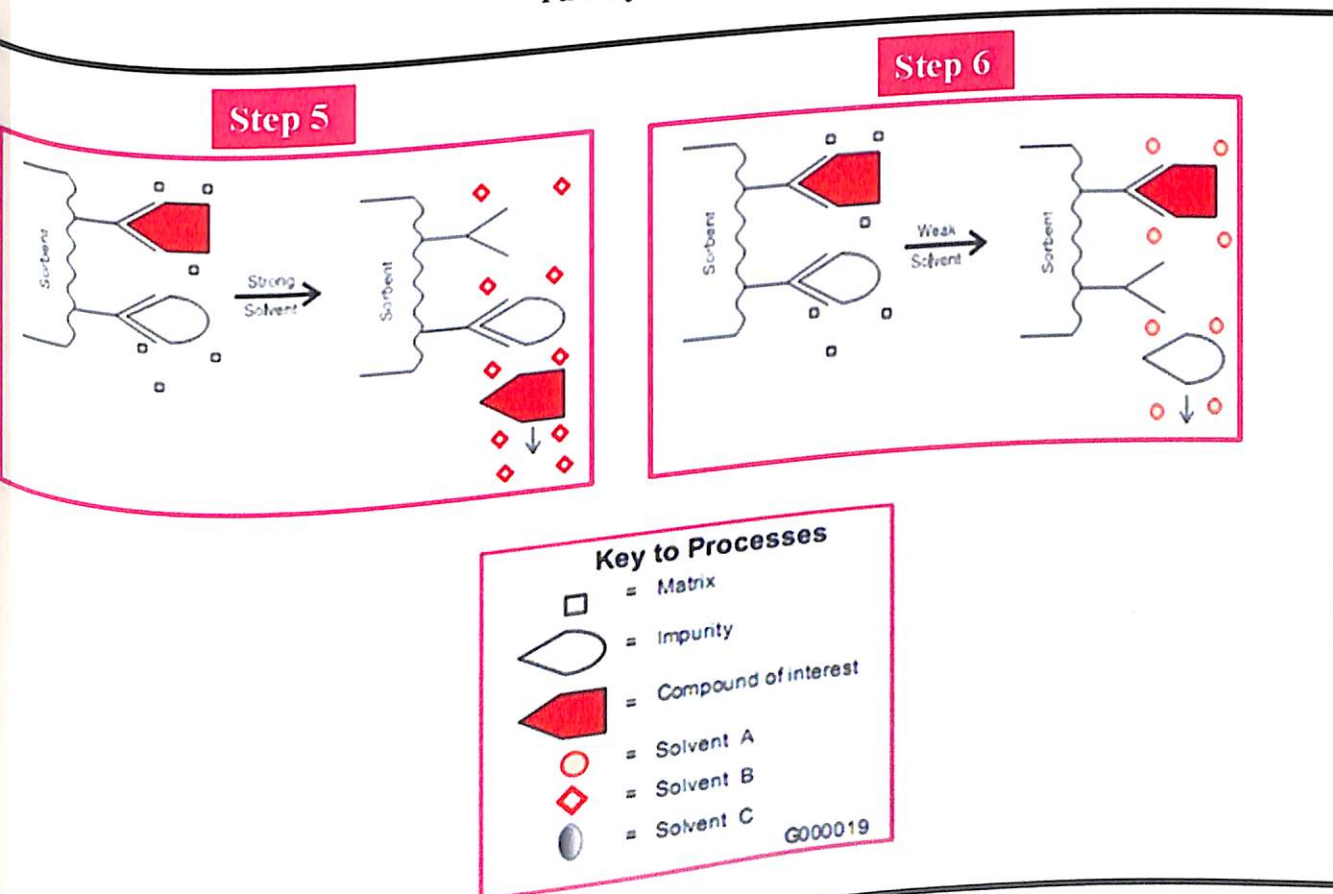 Step 5
Sorbent
Strong
Solvent
Sorbent
Step 6
Sorbent
Weak
Solvent
Sorbent
Key to Processes
= Matrix
= Impurity
= Compound of interest
= Solvent A
= Solvent B
= Solvent C
G000019